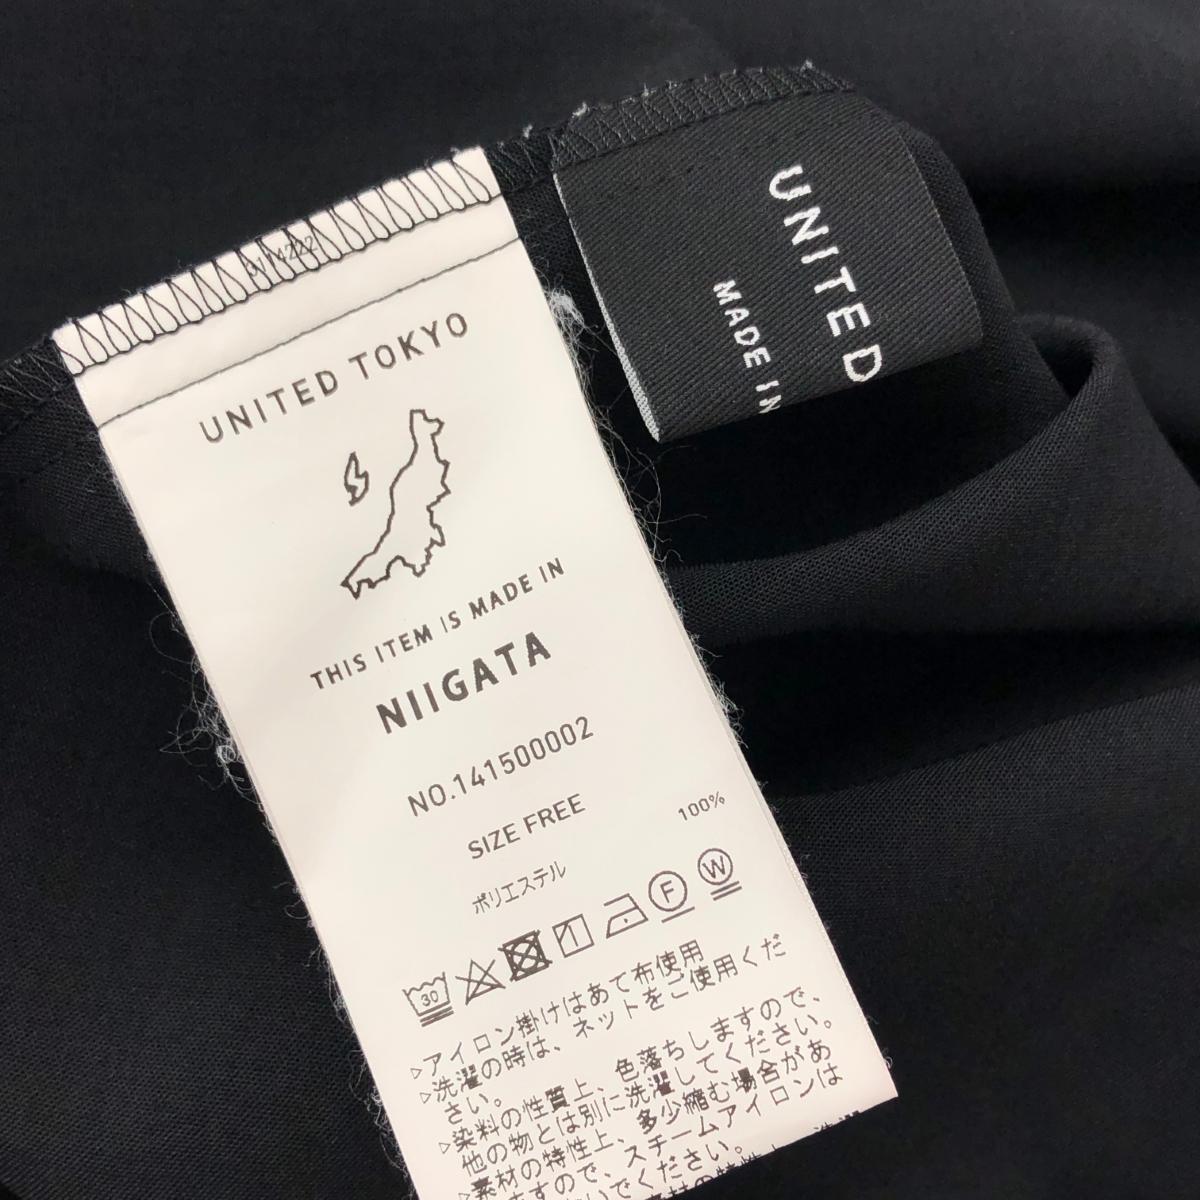 UNITED TOKYO
THIS ITEM IS MADE IN
NIIGATA
NO.141500002
SIZE FREE
ポリエステル 100%
30 F W
▷アイロン掛けはあて布使用
▷洗濯の時は、ネットをご使用くだ
さい。
▷染料の性質上、色落ちしますので、
他の物とは別に洗濯してください。
▷素材の特性上、多少縮む場合があ
りますので、スチームアイロンは
UNITED
MADE IN